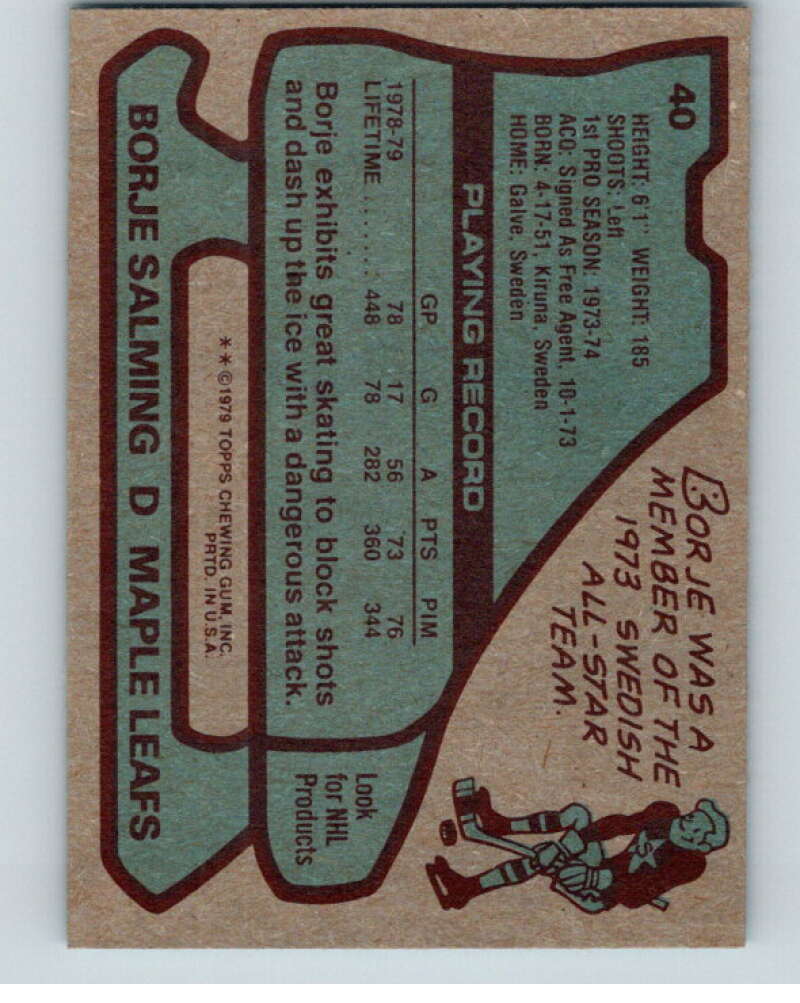 40
HEIGHT: 6'1" WEIGHT: 185
SHOOTS: Left
1st PRO SEASON: 1973-74
ACQ: Signed As Free Agent, 10-1-73
BORN: 4-17-51, Kiruna, Sweden
HOME: Galve, Sweden
BORJE WAS A
MEMBER OF THE
1973 SWEDISH
ALL-STAR
TEAM.
PLAYING RECORD
GP G A PTS PIM
1978-79 78 17 56 73 76
LIFETIME ....... 448 78 282 360 344
Borje exhibits great skating to block shots
and dash up the ice with a dangerous attack.
Look
for NHL
Products
**©1979 TOPPS CHEWING GUM, INC.
PRTD. IN U.S.A.
BORJE SALMING D MAPLE LEAFS